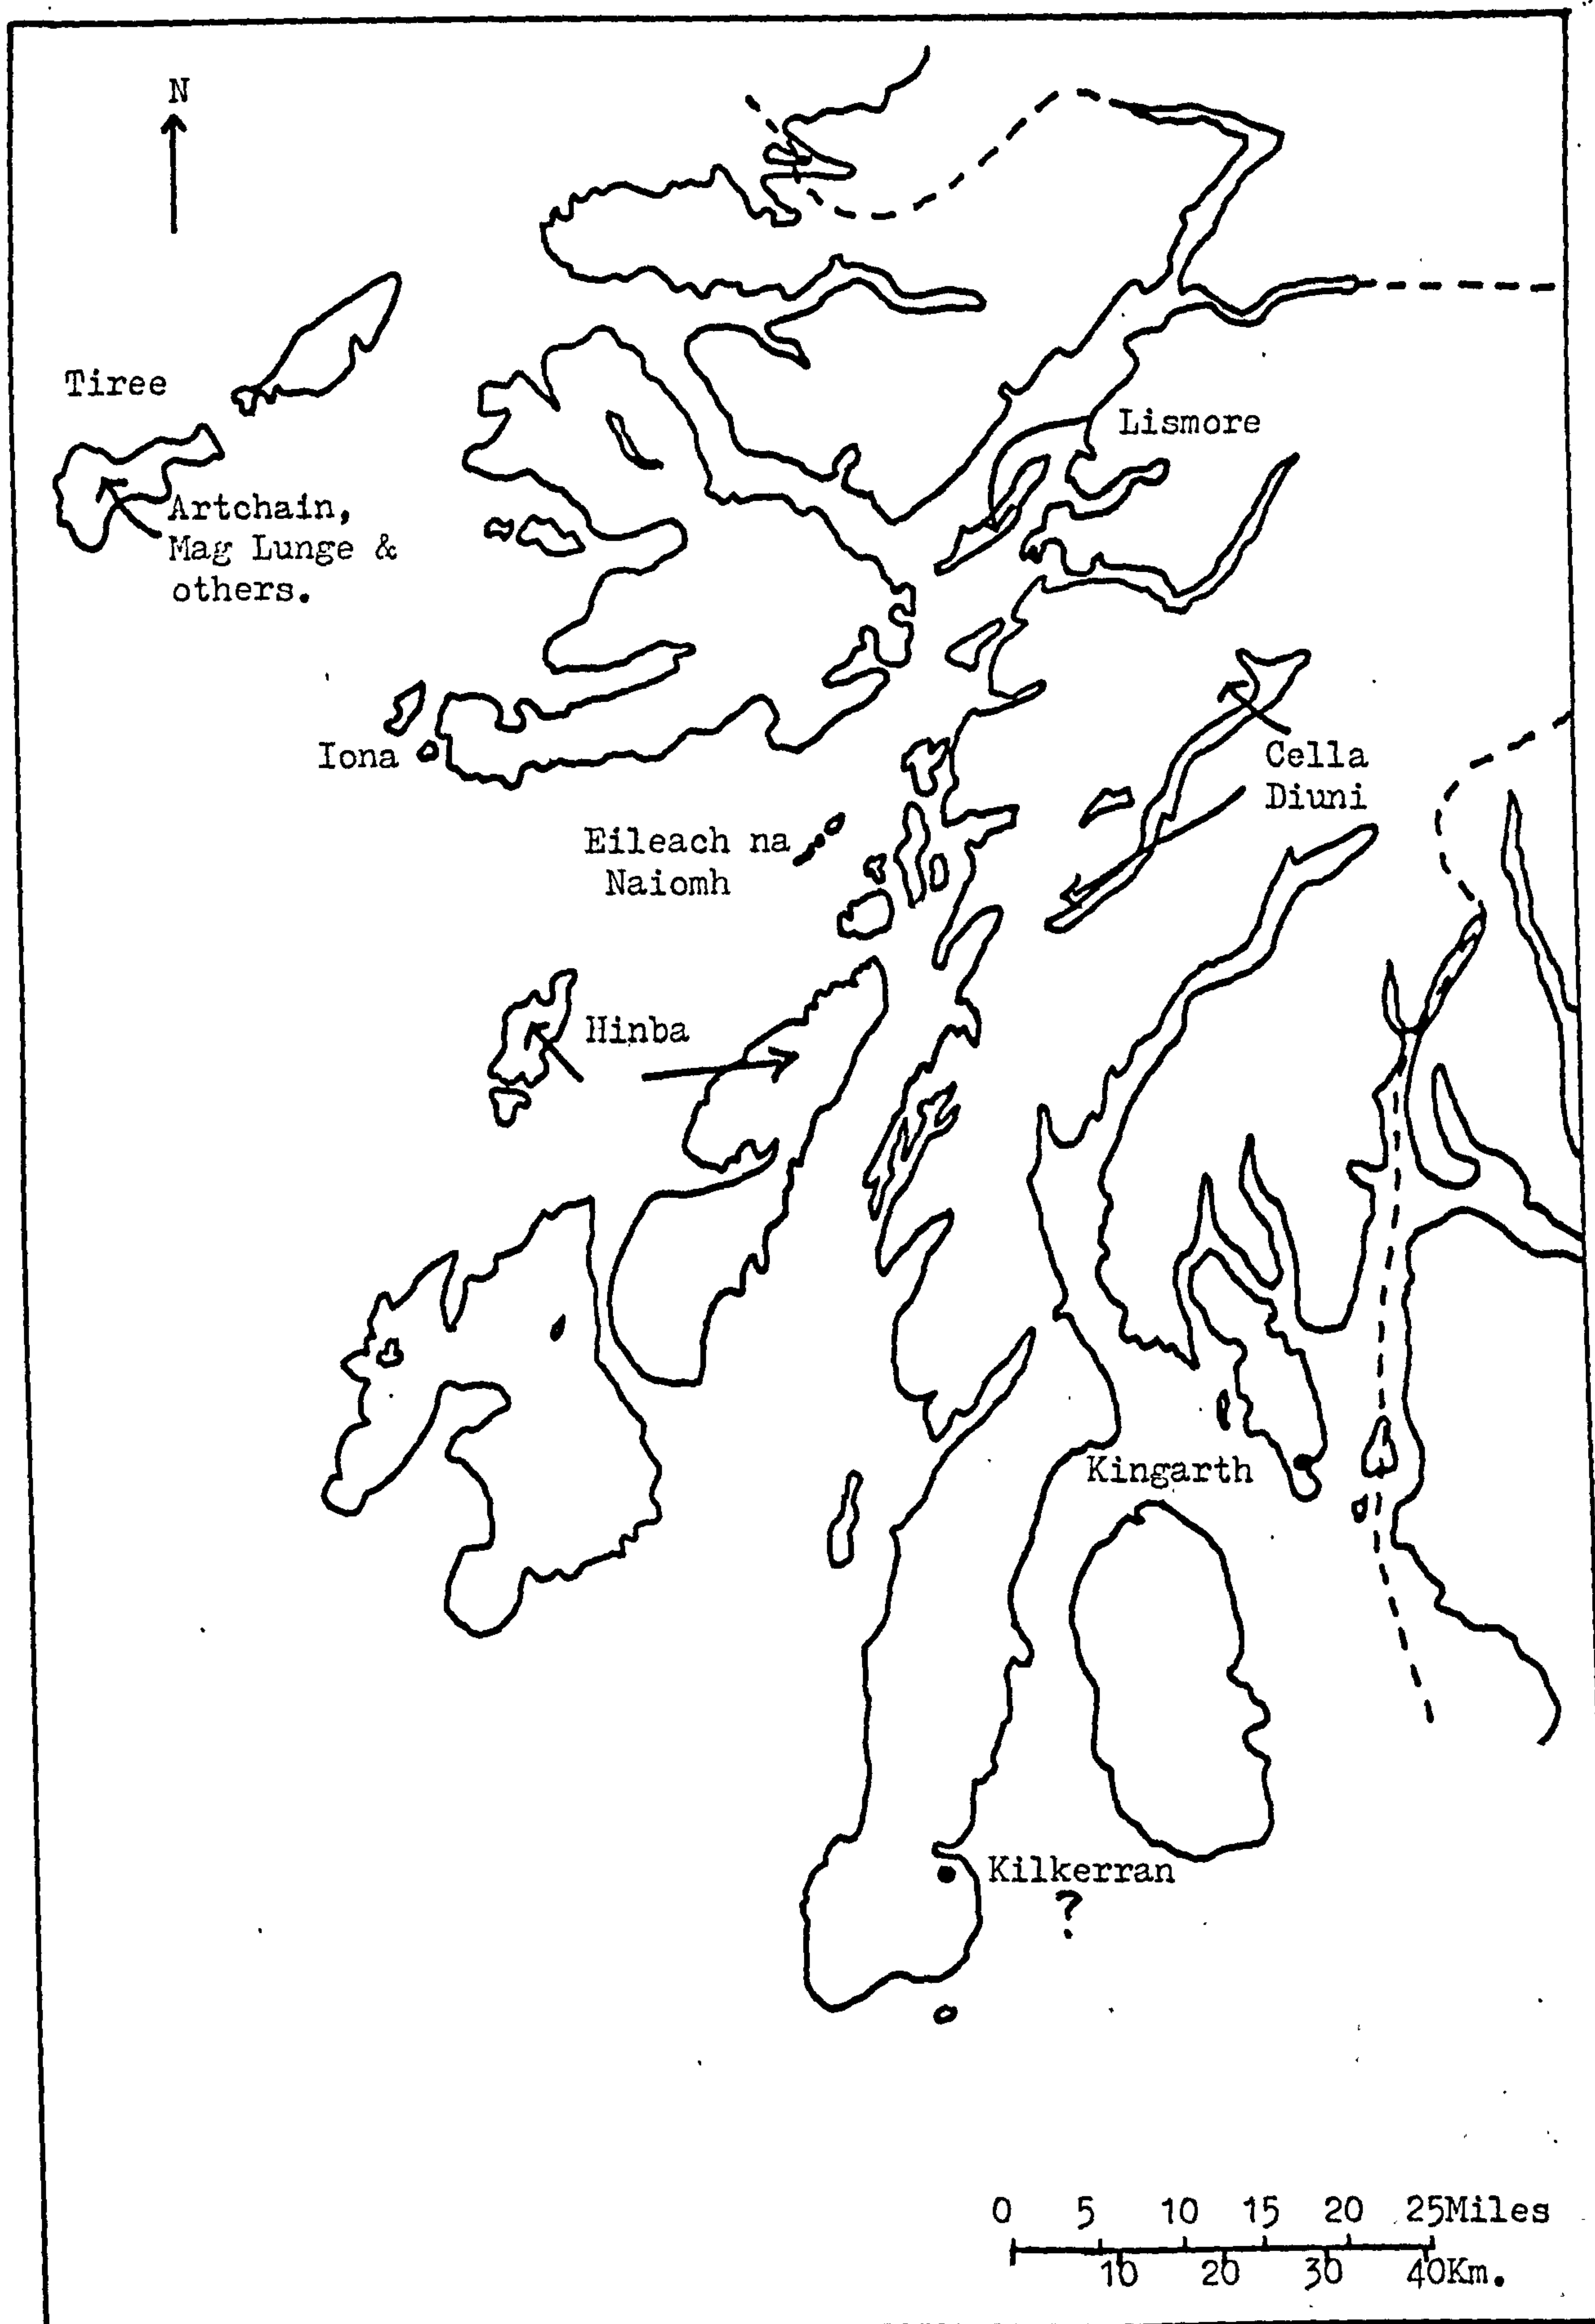 N
Tiree
Lismore
Artchain,
Mag Lunge &
others.
Iona
Cella
Diuni
Eileach na
Naiomh
Hinba
Kingarth
Kilkerran
?
0 5 10 15 20 25Miles
10 20 30 40Km.